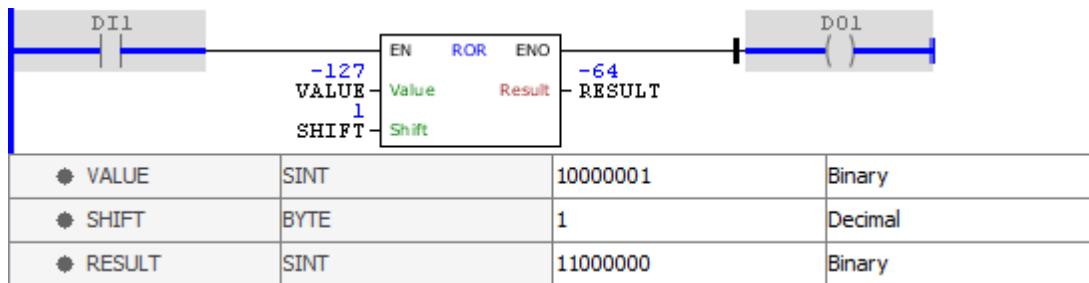 DI1 DO1
EN ROR ENO
-127 -64
VALUE Value Result RESULT
1
SHIFT Shift
VALUE SINT 10000001 Binary
SHIFT BYTE 1 Decimal
RESULT SINT 11000000 Binary